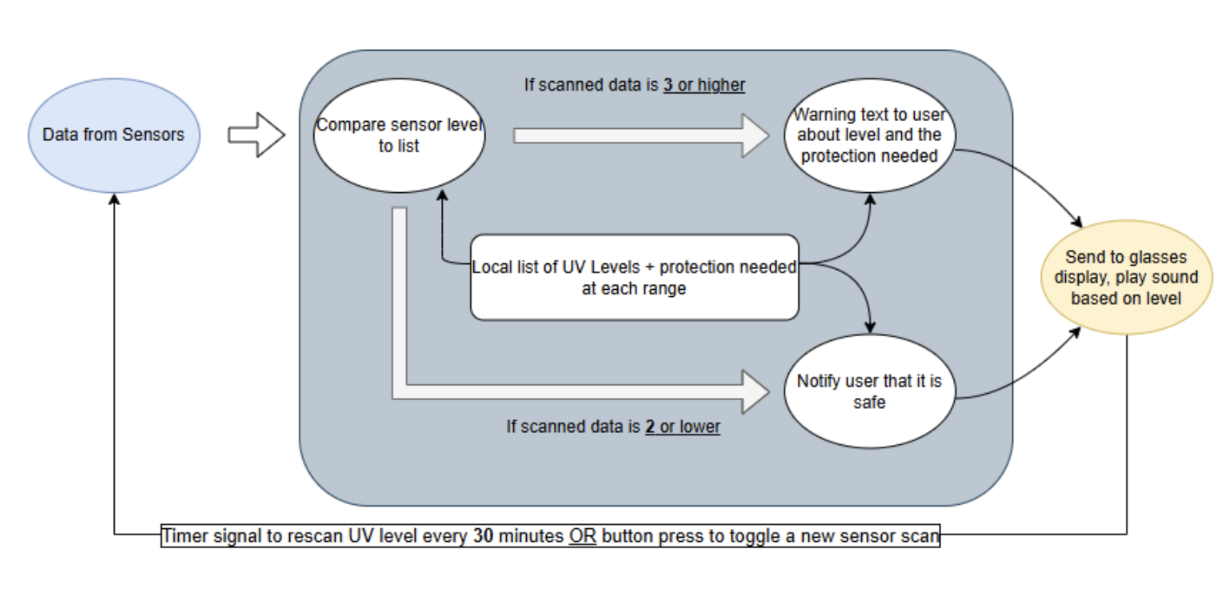 If scanned data is 3 or higher
Data from Sensors
Compare sensor level
to list
Warning text to user
about level and the
protection needed
Local list of UV Levels + protection needed
at each range
Send to glasses
display, play sound
based on level
Notify user that it is
safe
If scanned data is 2 or lower
Timer signal to rescan UV level every 30 minutes OR button press to toggle a new sensor scan